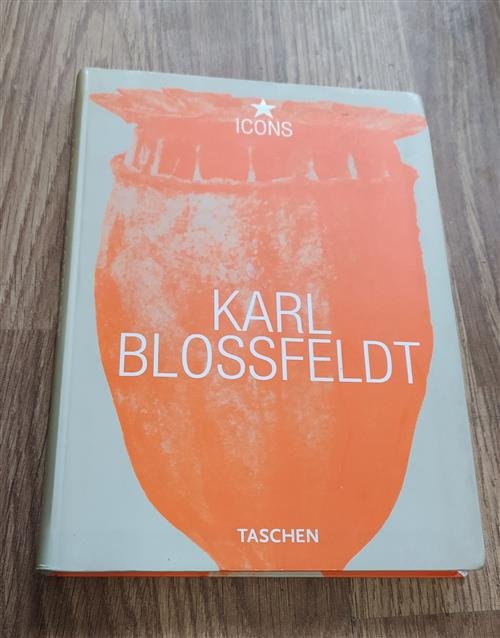 ICONS
KARL
BLOSSFELDT
TASCHEN